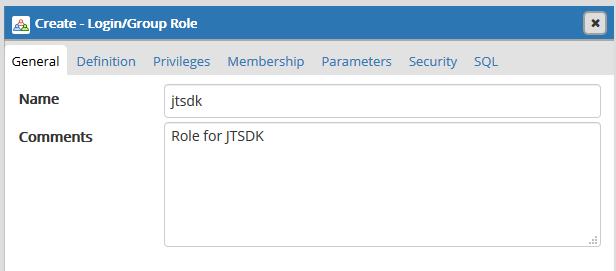 Create - Login/Group Role
General Definition Privileges Membership Parameters Security SQL
Name jtsdk
Comments Role for JTSDK